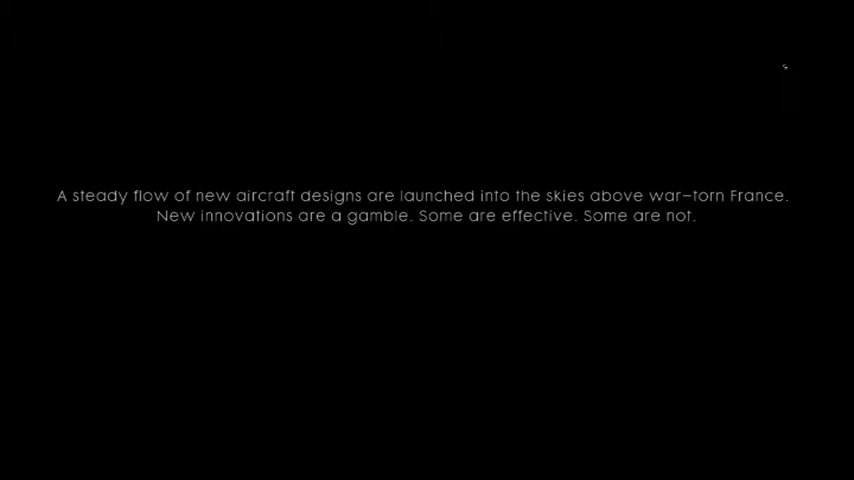 A steady flow of new aircraft designs are launched into the skies above war-torn France.
New innovations are a gamble. Some are effective. Some are not.